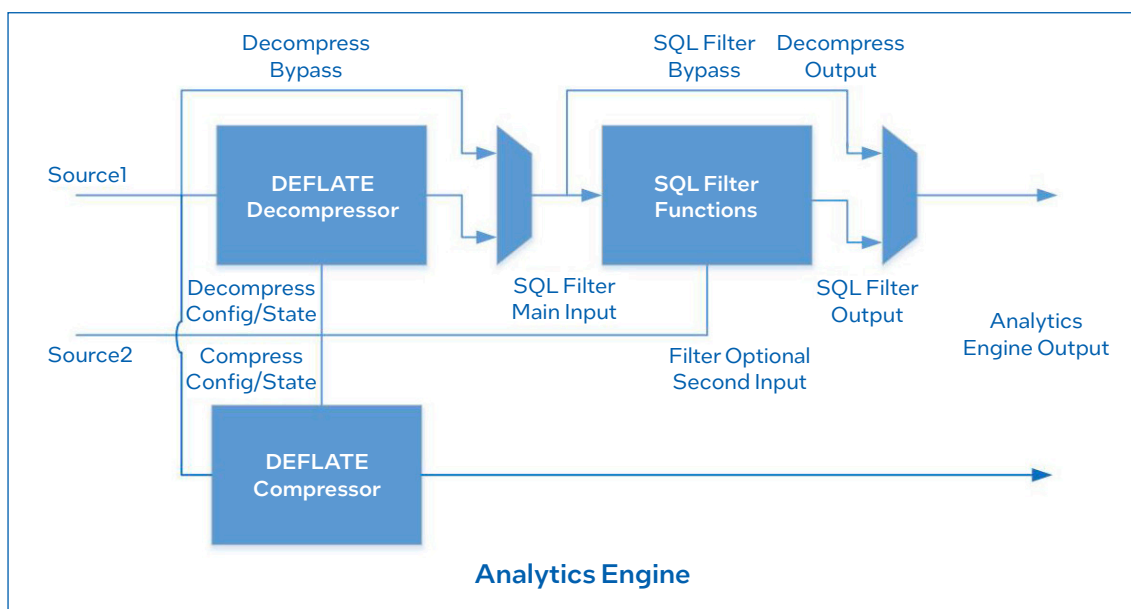 Decompress
Bypass
SQL Filter
Bypass
Decompress
Output
Source1
DEFLATE
Decompressor
SQL Filter
Functions
Decompress
Config/State
SQL Filter
Main Input
SQL Filter
Output
Source2
Compress
Config/State
Filter Optional
Second Input
Analytics
Engine Output
DEFLATE
Compressor
Analytics Engine